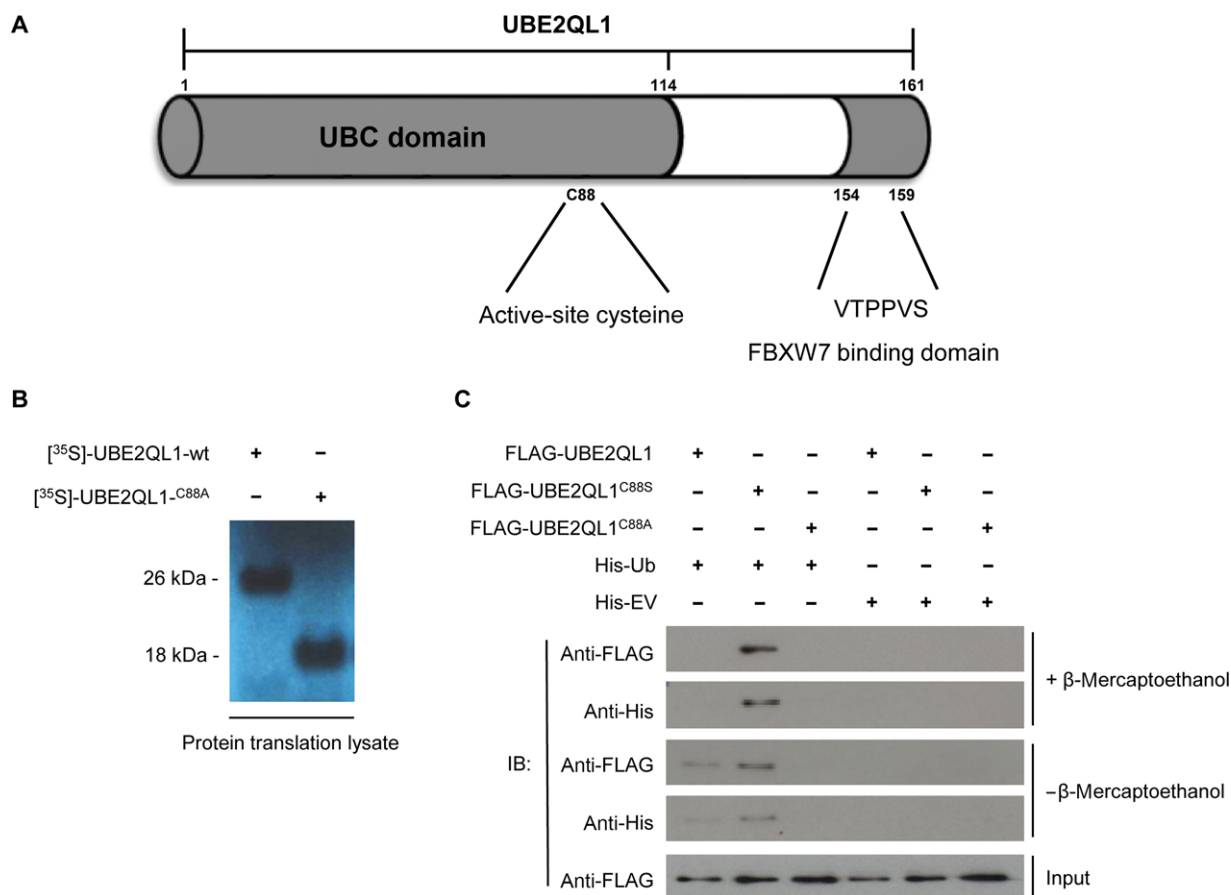 A
UBE2QL1
1 114 161
UBC domain
C88 154 159
Active-site cysteine
VTPPVS
FBXW7 binding domain
B
[³⁵S]-UBE2QL1-wt + –
[³⁵S]-UBE2QL1-ᶜ⁸⁸ᴬ – +
26 kDa -
18 kDa -
Protein translation lysate
C
FLAG-UBE2QL1 + – – + – –
FLAG-UBE2QL1ᶜ⁸⁸ˢ – + – – + –
FLAG-UBE2QL1ᶜ⁸⁸ᴬ – – + – – +
His-Ub + + + – – –
His-EV – – – + + +
IB:
Anti-FLAG
Anti-His
+ β-Mercaptoethanol
Anti-FLAG
Anti-His
–β-Mercaptoethanol
Anti-FLAG
Input